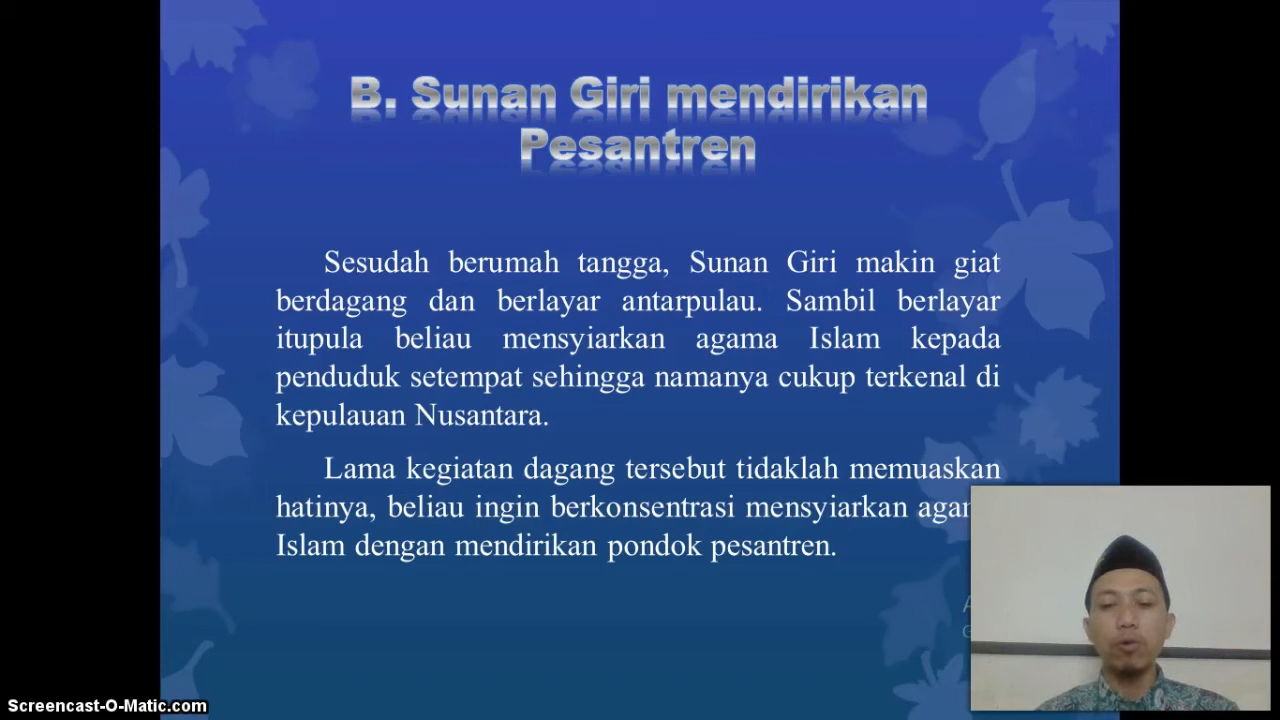 B. Sunan Giri mendirikan
Pesantren
Sesudah berumah tangga, Sunan Giri makin giat
berdagang dan berlayar antarpulau. Sambil berlayar
itupula beliau mensyiarkan agama Islam kepada
penduduk setempat sehingga namanya cukup terkenal di
kepulauan Nusantara.
Lama kegiatan dagang tersebut tidaklah memuaskan
hatinya, beliau ingin berkonsentrasi mensyiarkan
Islam dengan mendirikan pondok pesantren.
Screencast-O-Matic.com